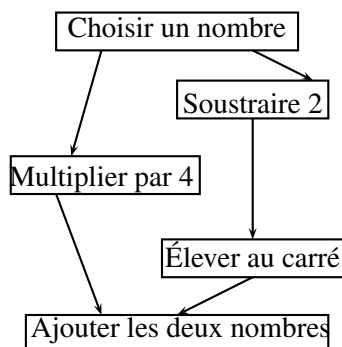 Choisir un nombre
Soustraire 2
Multiplier par 4
Élever au carré
Ajouter les deux nombres